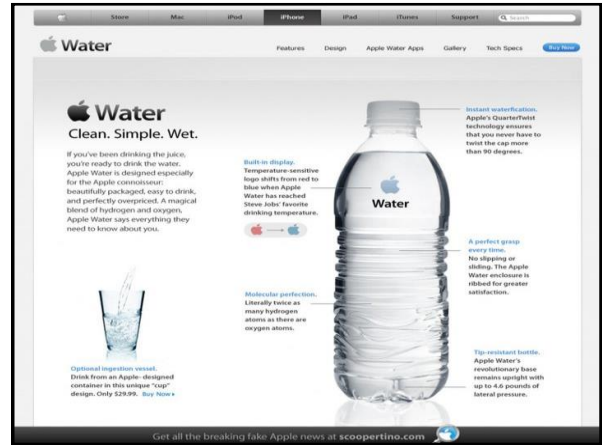 Store Mac iPod iPhone iPad iTunes Support Search
Water
Features Design Apple Water Apps Gallery Tech Specs Buy Now
Water
Clean. Simple. Wet.
If you've been drinking the juice,
you're ready to drink the water.
Apple Water is designed especially
for the Apple connoisseur:
beautifully packaged, easy to drink,
and perfectly overpriced. A magical
blend of hydrogen and oxygen,
Apple Water says everything they
need to know about you.
Optional ingestion vessel.
Drink from an Apple- designed
container in this unique "cup"
design. Only $29.99. Buy Now
Built-in display.
Temperature-sensitive
logo shifts from red to
blue when Apple
Water has reached
Steve Jobs' favorite
drinking temperature.
Molecular perfection.
Literally twice as
many hydrogen
atoms as there are
oxygen atoms.
Water
Instant waterfication.
Apple's QuarterTwist
technology ensures
that you never have to
twist the cap more
than 90 degrees.
A perfect grasp
every time.
No slipping or
sliding. The Apple
Water enclosure is
ribbed for greater
satisfaction.
Tip-resistant bottle.
Apple Water's
revolutionary base
remains upright with
up to 4.6 pounds of
lateral pressure.
Get all the breaking fake Apple news at scoopertino.com